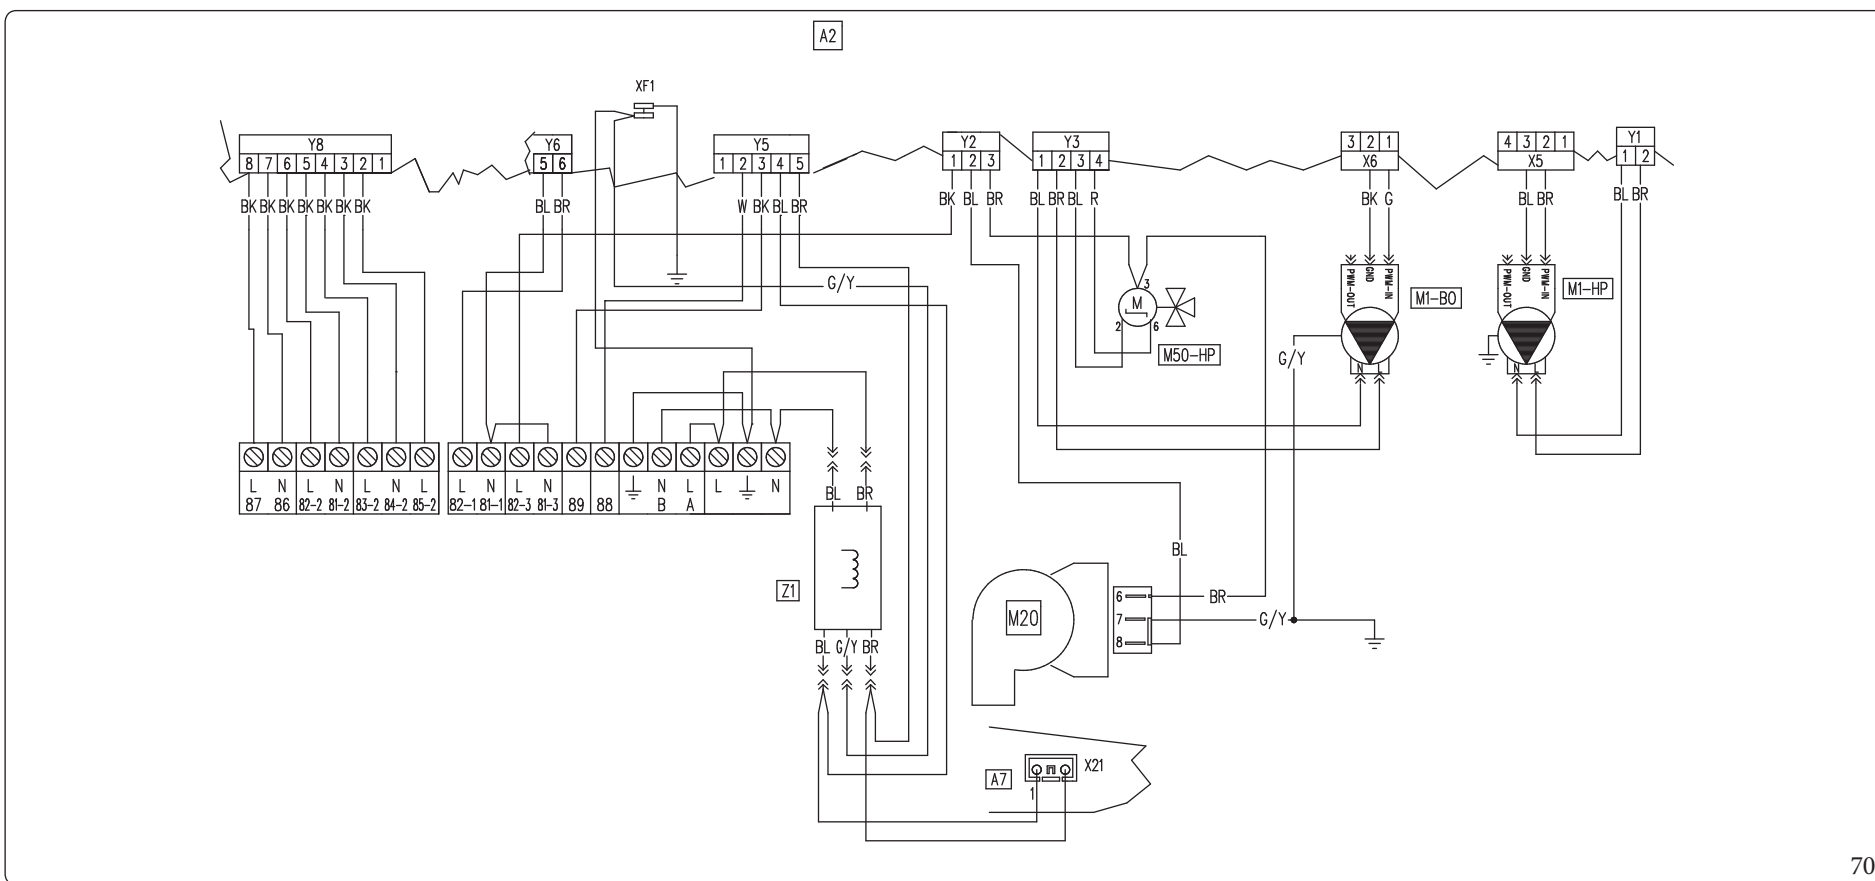 A2
XF1
Y8
8 7 6 5 4 3 2 1
Y6
5 6
Y5
1 2 3 4 5
Y2
1 2 3
Y3
1 2 3 4
3 2 1
X6
4 3 2 1
X5
Y1
1 2
BK BK BK BK BK BK BK
BL BR
W BK BL BR
BK BL BR
BL BR BL R
BK G
BL BR
BL BR
G/Y
3
M
2
6
M50-HP
PWM-OUT
GND
PWM-IN
M1-BO
N L
PWM-OUT
GND
PWM-IN
M1-HP
N L
G/Y
L N L N L N L
87 86 82-2 81-2 83-2 84-2 85-2
L N L N
82-1 81-1 82-3 81-3 89 88
N L L N
B A
BL BR
Z1
BL G/Y BR
BL
M20
6
7
8
BR
G/Y
A7
X21
1
70